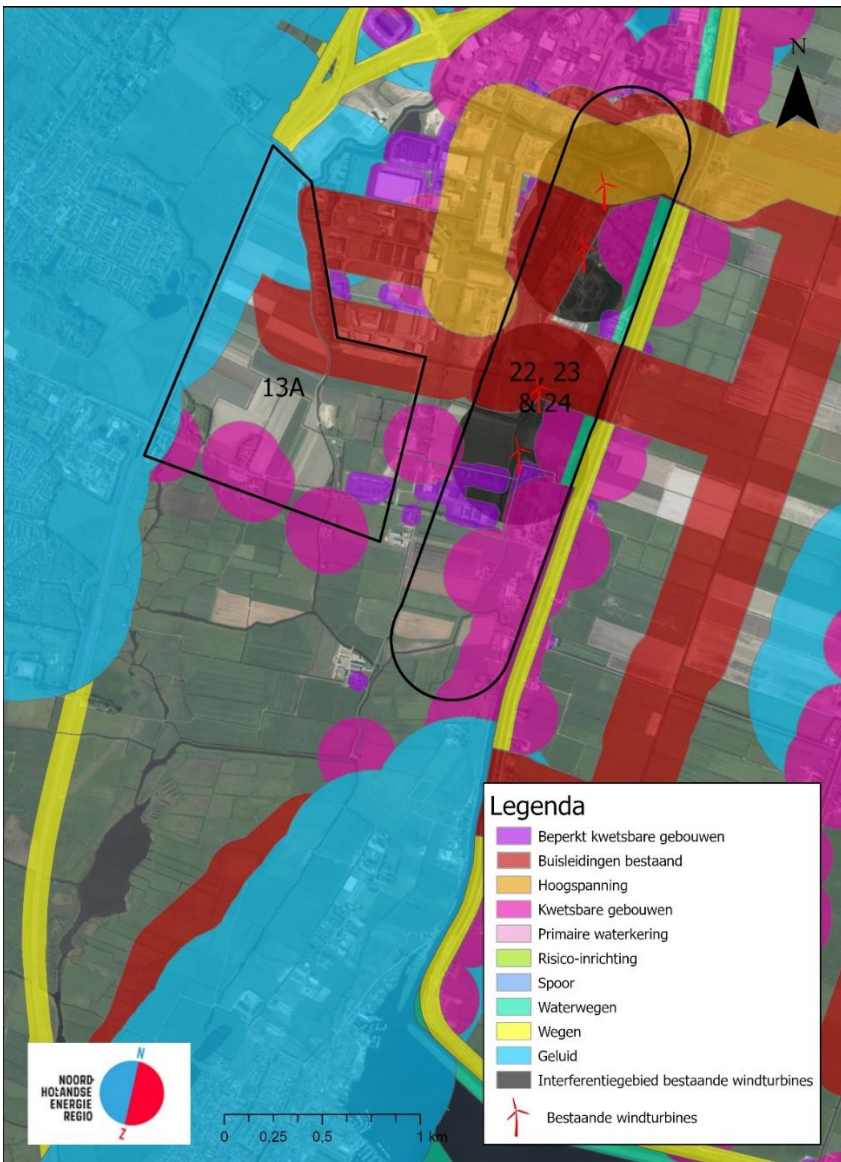 N
13A
22, 23
& 24
Legenda
Beperkt kwetsbare gebouwen
Buisleidingen bestaand
Hoogspanning
Kwetsbare gebouwen
Primaire waterkering
Risico-inrichting
Spoor
Waterwegen
Wegen
Geluid
Interferentiegebied bestaande windturbines
Bestaande windturbines
N
NOORD-
HOLLANDSE
ENERGIE
REGIO
Z
0 0,25 0,5 1 km